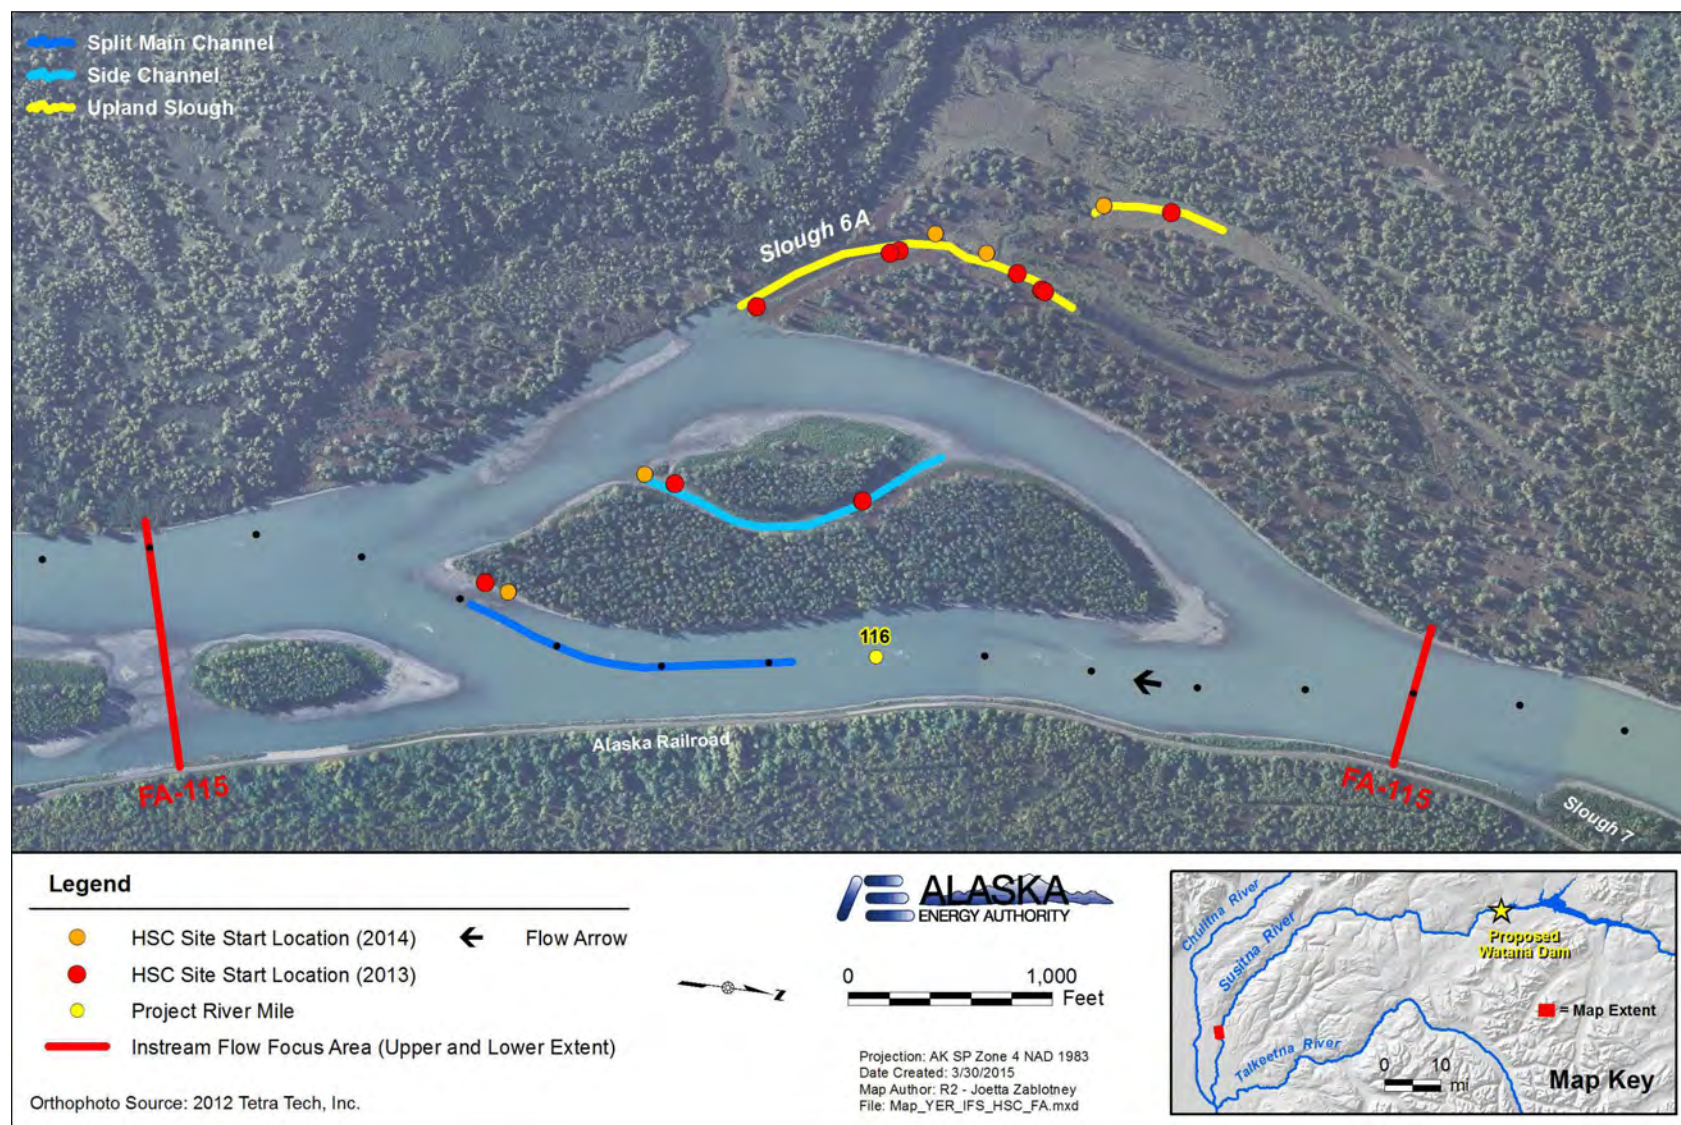 Split Main Channel
Side Channel
Upland Slough
Slough 6A
116
Alaska Railroad
FA-115
FA-115
Slough 7
Legend
HSC Site Start Location (2014)
Flow Arrow
HSC Site Start Location (2013)
Project River Mile
Instream Flow Focus Area (Upper and Lower Extent)
Orthophoto Source: 2012 Tetra Tech, Inc.
ALASKA
ENERGY AUTHORITY
N
0 1,000
Feet
Projection: AK SP Zone 4 NAD 1983
Date Created: 3/30/2015
Map Author: R2 - Joetta Zablotney
File: Map_YER_IFS_HSC_FA.mxd
Chulitna River
Susitna River
Proposed
Watana Dam
= Map Extent
Talkeetna River
0 10
mi
Map Key